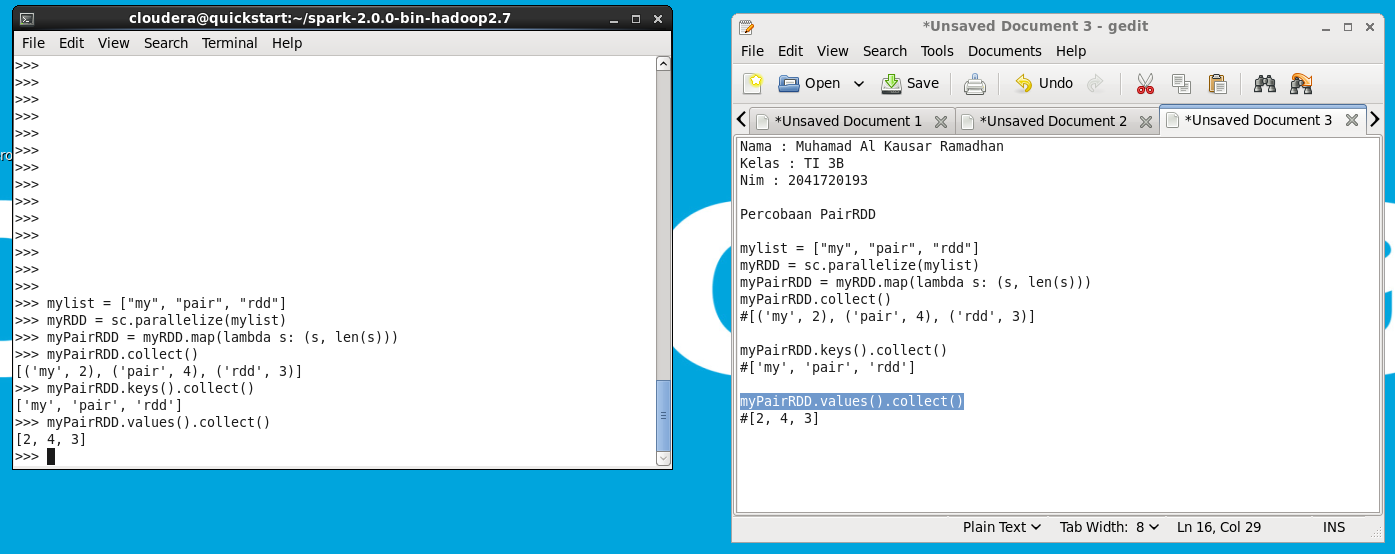 cloudera@quickstart:~/spark-2.0.0-bin-hadoop2.7
File Edit View Search Terminal Help
>>>
>>>
>>>
>>>
>>>
>>>
>>>
>>>
>>>
>>>
>>>
>>>
>>>
>>>
>>> mylist = ["my", "pair", "rdd"]
>>> myRDD = sc.parallelize(mylist)
>>> myPairRDD = myRDD.map(lambda s: (s, len(s)))
>>> myPairRDD.collect()
[('my', 2), ('pair', 4), ('rdd', 3)]
>>> myPairRDD.keys().collect()
['my', 'pair', 'rdd']
>>> myPairRDD.values().collect()
[2, 4, 3]
>>>
*Unsaved Document 3 - gedit
File Edit View Search Tools Documents Help
Open Save Undo
*Unsaved Document 1 *Unsaved Document 2 *Unsaved Document 3
Nama : Muhamad Al Kausar Ramadhan
Kelas : TI 3B
Nim : 2041720193
Percobaan PairRDD
mylist = ["my", "pair", "rdd"]
myRDD = sc.parallelize(mylist)
myPairRDD = myRDD.map(lambda s: (s, len(s)))
myPairRDD.collect()
#[('my', 2), ('pair', 4), ('rdd', 3)]
myPairRDD.keys().collect()
#['my', 'pair', 'rdd']
myPairRDD.values().collect()
#[2, 4, 3]
Plain Text Tab Width: 8 Ln 16, Col 29 INS